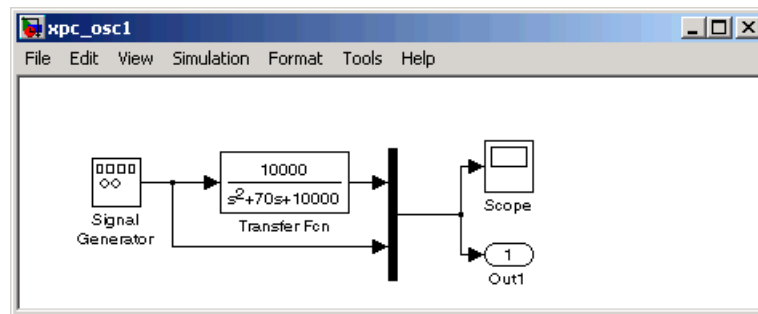 xpc_osc1
File Edit View Simulation Format Tools Help
10000
s²+70s+10000
Transfer Fcn
Signal
Generator
Scope
1
Out1